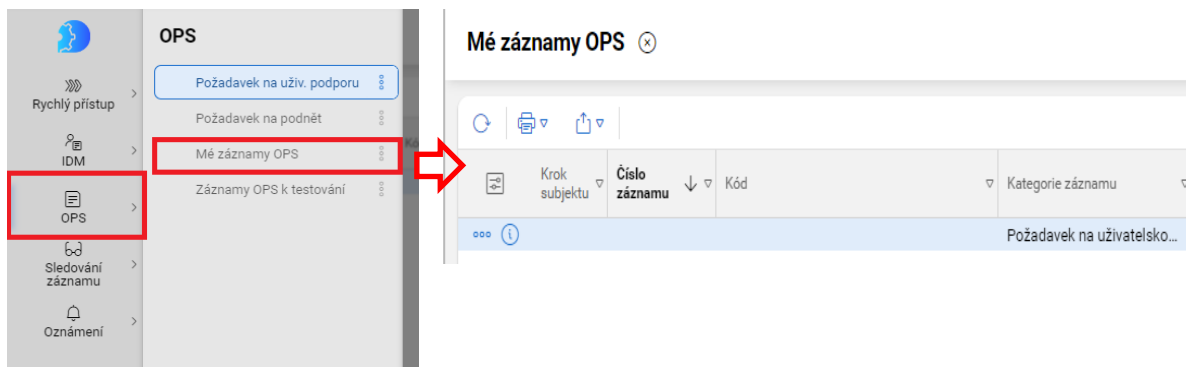 OPS
Rychlý přístup
IDM
OPS
Sledování
záznamu
Oznámení
Požadavek na uživ. podporu
Požadavek na podnět
Mé záznamy OPS
Záznamy OPS k testování
Mé záznamy OPS
Krok
subjektu
Číslo
záznamu
Kód
Kategorie záznamu
Požadavek na uživatelsko...